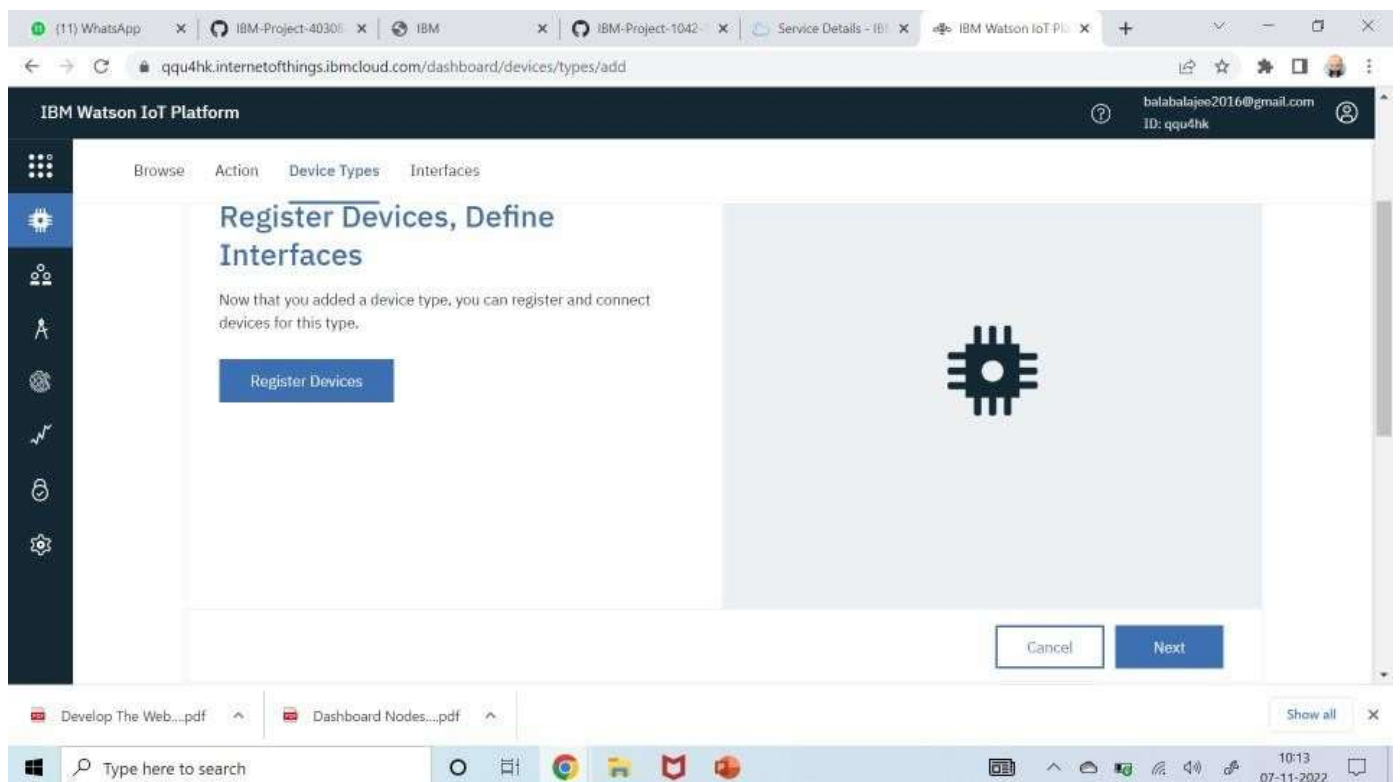 (11) WhatsApp
IBM-Project-40306
IBM
IBM-Project-1042-
Service Details - IB
IBM Watson IoT Pl
qqu4hk.internetofthings.ibmcloud.com/dashboard/devices/types/add
IBM Watson IoT Platform
balabalajee2016@gmail.com
ID: qqu4hk
Browse Action Device Types Interfaces
Register Devices, Define
Interfaces
Now that you added a device type, you can register and connect
devices for this type.
Register Devices
Cancel Next
Develop The Web....pdf
Dashboard Nodes....pdf
Show all
Type here to search
10:13
07-11-2022